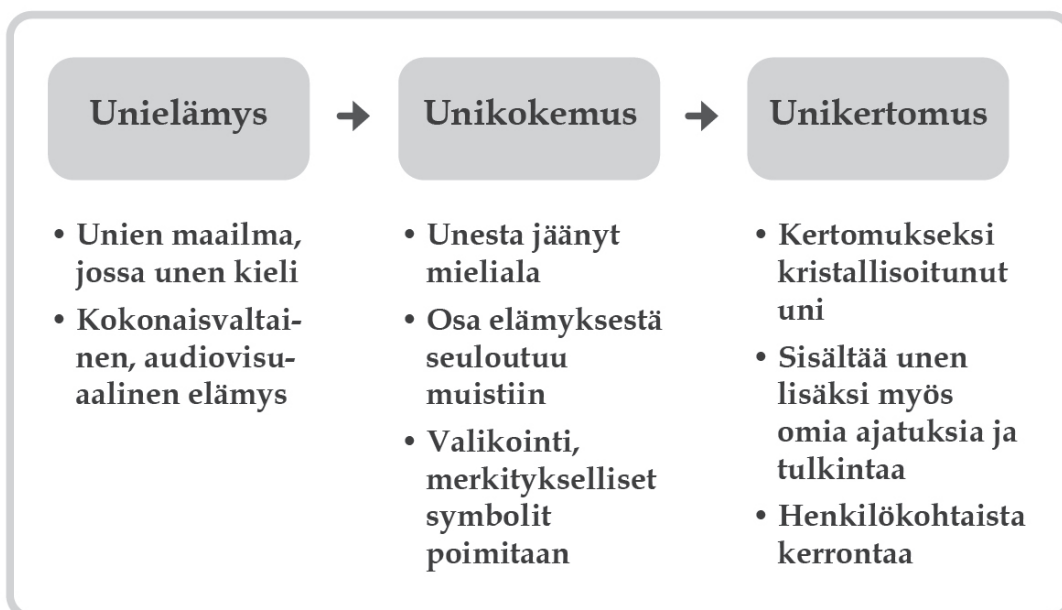 Unielämys
Unikokemus
Unikertomus
• Unien maailma,
jossa unen kieli
• Kokonaisvaltai-
nen, audiovisu-
aalinen elämys
• Unesta jäänyt
mieliala
• Osa elämyksestä
seuloutuu
muistiin
• Valikointi,
merkitykselliset
symbolit
poimitaan
• Kertomukseksi
kristallisoitunut
uni
• Sisältää unen
lisäksi myös
omia ajatuksia ja
tulkintaa
• Henkilökohtaista
kerrontaa